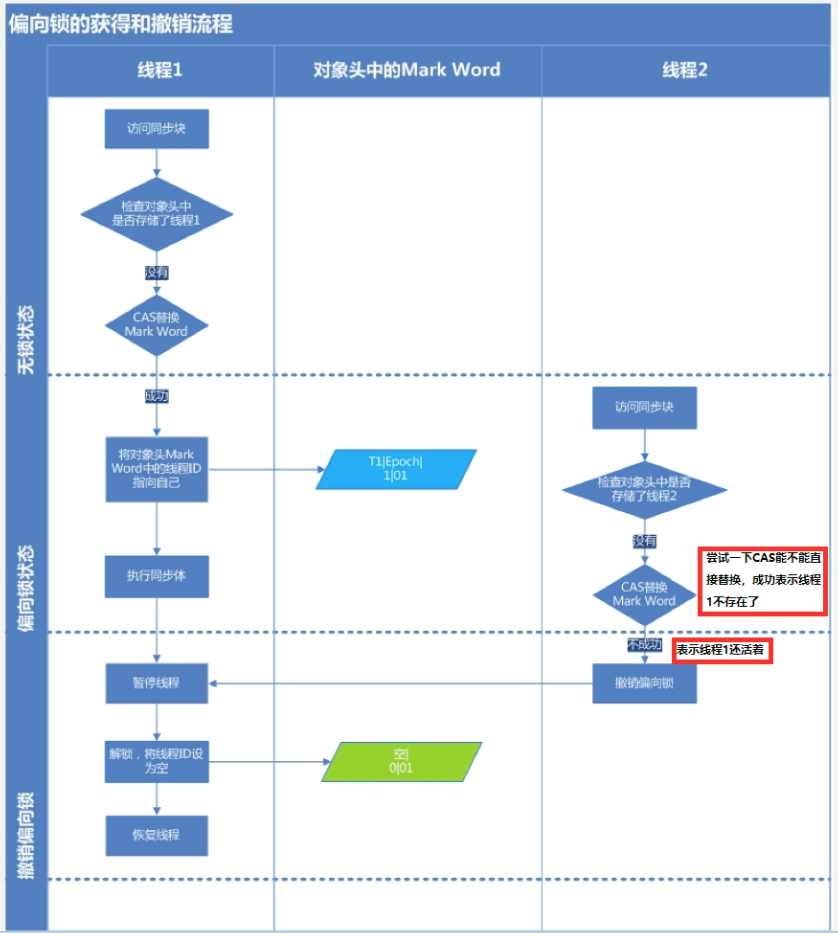 偏向锁的获得和撤销流程
线程1
对象头中的Mark Word
线程2
无锁状态
访问同步块
检查对象头中
是否存储了线程1
没有
CAS替换
Mark Word
偏向锁状态
成功
将对象头Mark
Word中的线程ID
指向自己
T1|Epoch|
1|01
执行同步体
访问同步块
检查对象头中是否
存储了线程2
没有
CAS替换
Mark Word
尝试一下CAS能不能直
接替换，成功表示线程
1不存在了
不成功
表示线程1还活着
撤销偏向锁
撤销偏向锁
暂停线程
解锁，将线程ID设
为空
空|
0|01
恢复线程